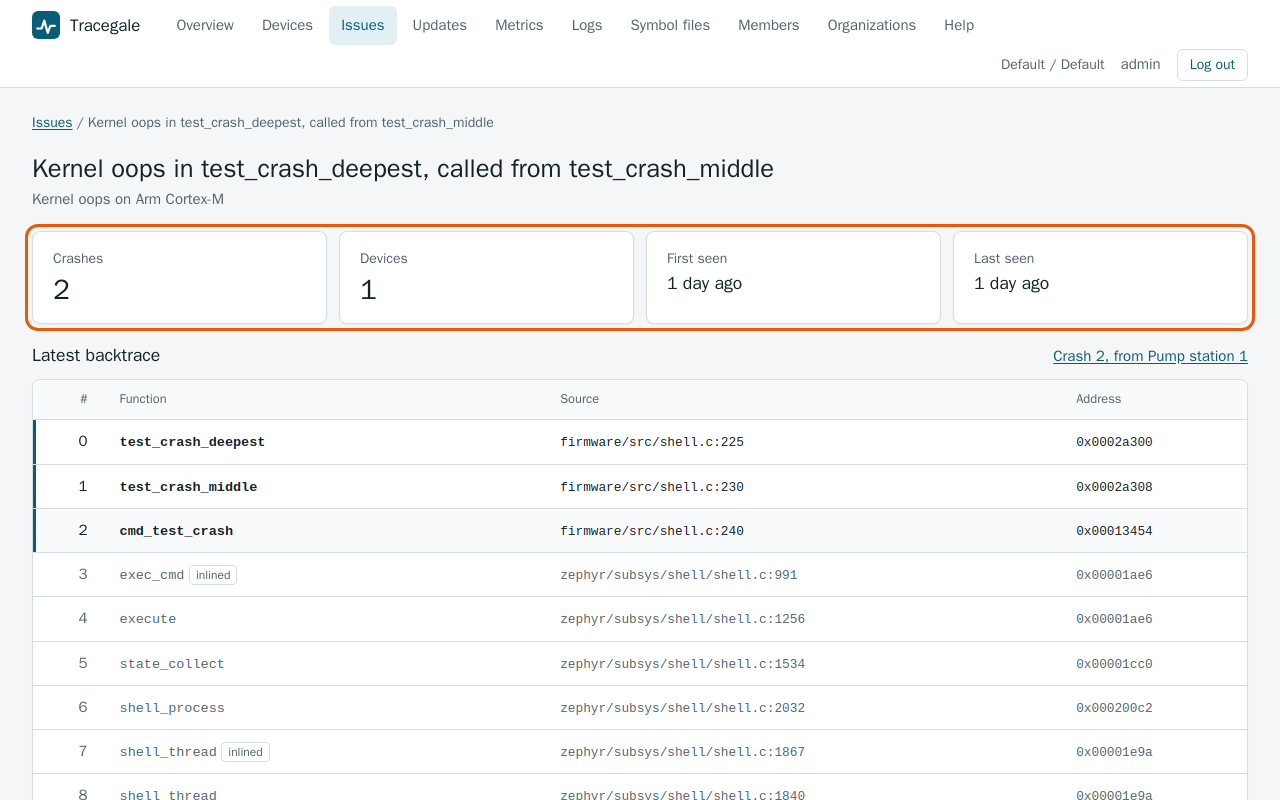 Tracegale
Overview Devices Issues Updates Metrics Logs Symbol files Members Organizations Help
Default / Default admin Log out
Issues / Kernel oops in test_crash_deepest, called from test_crash_middle
Kernel oops in test_crash_deepest, called from test_crash_middle
Kernel oops on Arm Cortex-M
Crashes Devices First seen Last seen
2 1 1 day ago 1 day ago
Latest backtrace Crash 2, from Pump station 1
# Function Source Address
0 test_crash_deepest firmware/src/shell.c:225 0x0002a300
1 test_crash_middle firmware/src/shell.c:230 0x0002a308
2 cmd_test_crash firmware/src/shell.c:240 0x00013454
3 exec_cmd inlined zephyr/subsys/shell/shell.c:991 0x00001ae6
4 execute zephyr/subsys/shell/shell.c:1256 0x00001ae6
5 state_collect zephyr/subsys/shell/shell.c:1534 0x00001cc0
6 shell_process zephyr/subsys/shell/shell.c:2032 0x000200c2
7 shell_thread inlined zephyr/subsys/shell/shell.c:1867 0x00001e9a
8 shell_thread zephyr/subsys/shell/shell.c:1840 0x00001e9a